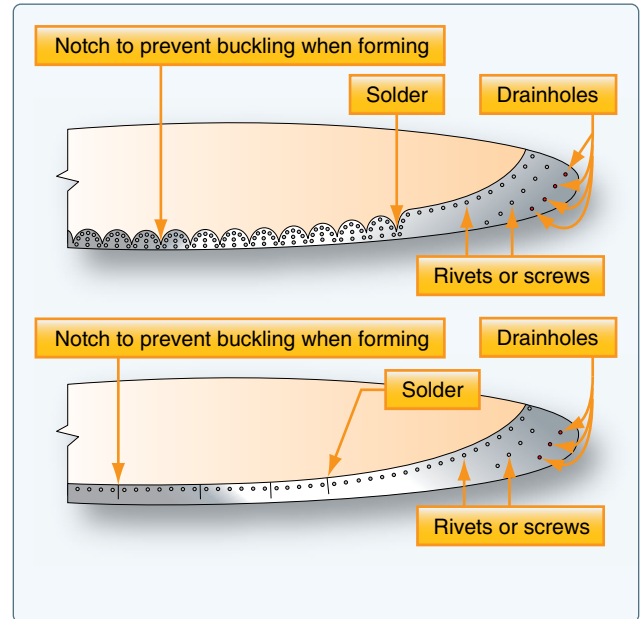 Notch to prevent buckling when forming
Solder
Drainholes
Rivets or screws
Notch to prevent buckling when forming
Drainholes
Solder
Rivets or screws